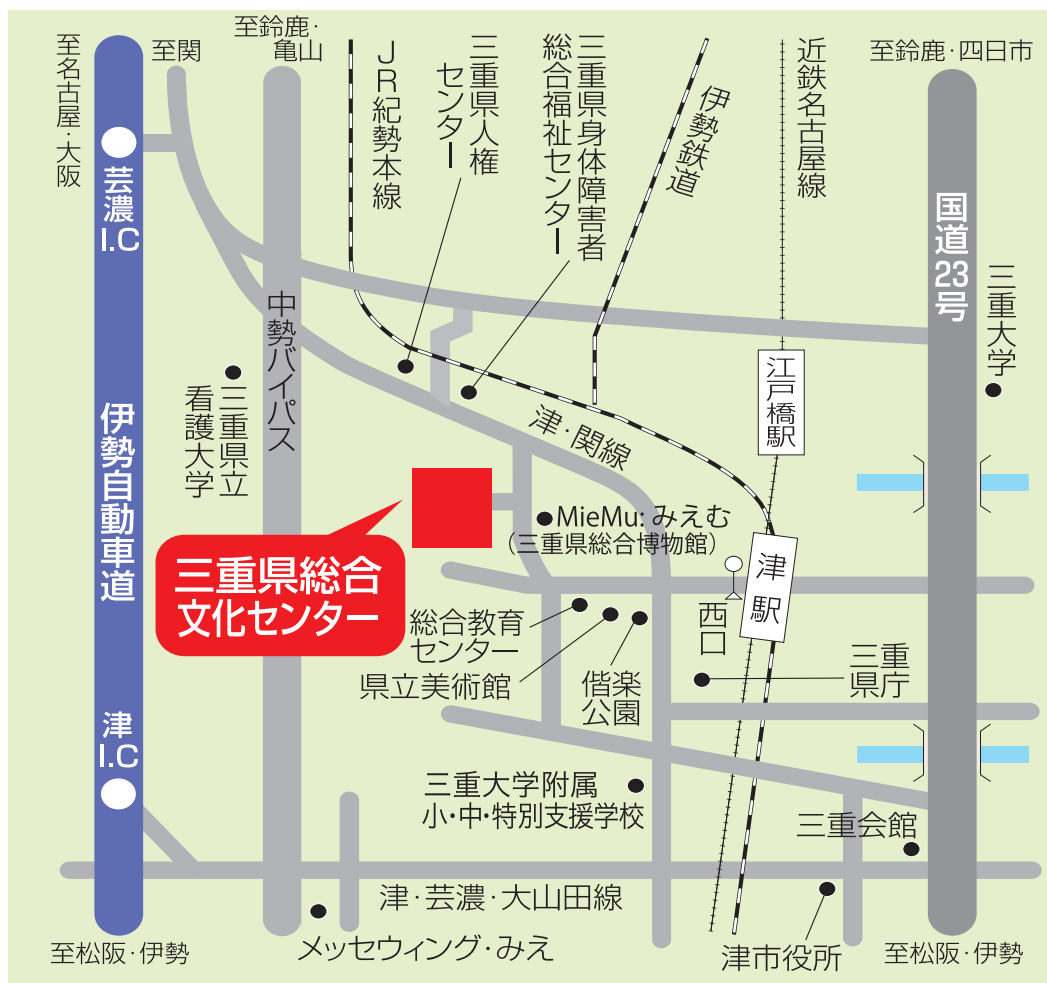 至名古屋・大阪
至関
至鈴鹿・
亀山
JR紀勢本線
三重県人権
センター
三重県身体障害者
総合福祉センター
伊勢鉄道
近鉄名古屋線
至鈴鹿・四日市
芸濃
I.C
国道23号
三重大学
中勢バイパス
江戸橋駅
三重県立
看護大学
伊勢自動車道
津・関線
MieMu: みえむ
(三重県総合博物館)
三重県総合
文化センター
津駅
西口
総合教育
センター
県立美術館
偕楽
公園
三重
県庁
津
I.C
三重大学附属
小・中・特別支援学校
三重会館
津・芸濃・大山田線
メッセウィング・みえ
津市役所
至松阪・伊勢
至松阪・伊勢